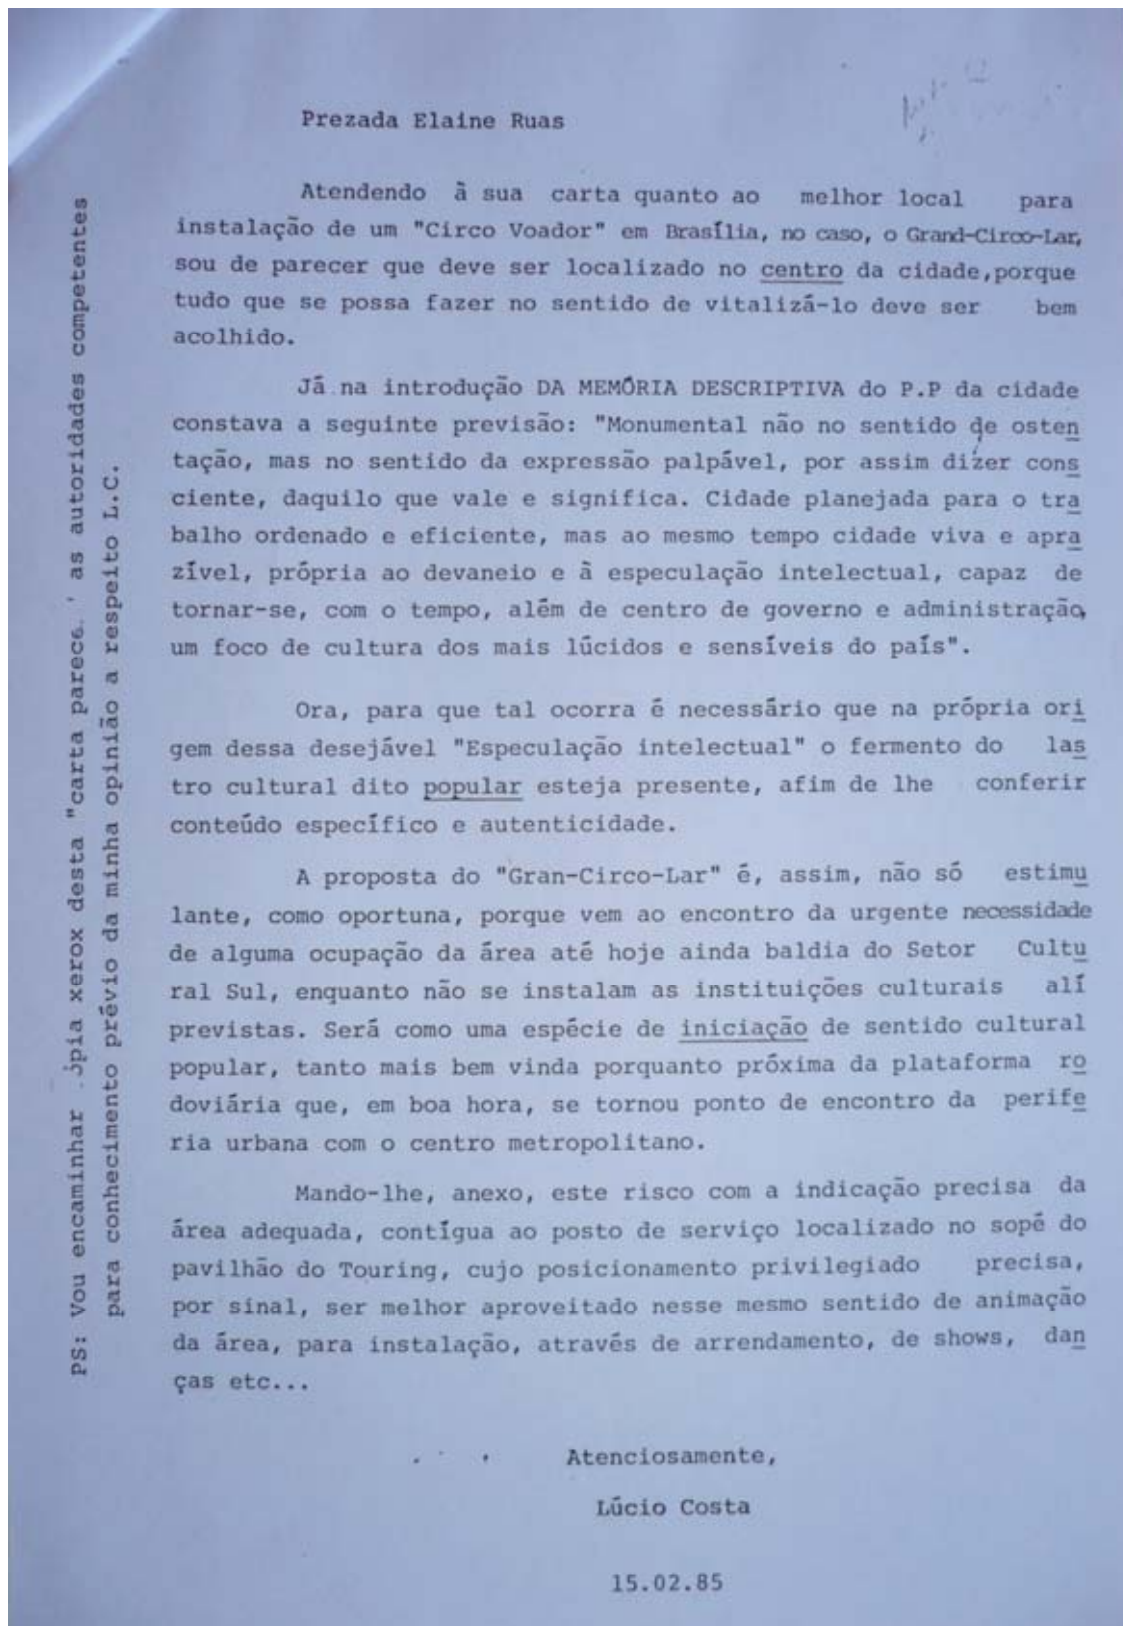 Prezada Elaine Ruas
Atendendo à sua carta quanto ao melhor local para
instalação de um "Circo Voador" em Brasília, no caso, o Grand-Circo-Lar,
sou de parecer que deve ser localizado no centro da cidade,porque
tudo que se possa fazer no sentido de vitalizá-lo deve ser bem
acolhido.
Já na introdução DA MEMÓRIA DESCRIPTIVA do P.P da cidade
constava a seguinte previsão: "Monumental não no sentido de osten
tação, mas no sentido da expressão palpável, por assim dizer cons
ciente, daquilo que vale e significa. Cidade planejada para o tra
balho ordenado e eficiente, mas ao mesmo tempo cidade viva e apra
zível, própria ao devaneio e à especulação intelectual, capaz de
tornar-se, com o tempo, além de centro de governo e administração,
um foco de cultura dos mais lúcidos e sensíveis do país".
Ora, para que tal ocorra é necessário que na própria ori
gem dessa desejável "Especulação intelectual" o fermento do las
tro cultural dito popular esteja presente, afim de lhe conferir
conteúdo específico e autenticidade.
A proposta do "Gran-Circo-Lar" é, assim, não só estimu
lante, como oportuna, porque vem ao encontro da urgente necessidade
de alguma ocupação da área até hoje ainda baldia do Setor Cultu
ral Sul, enquanto não se instalam as instituições culturais alí
previstas. Será como uma espécie de iniciação de sentido cultural
popular, tanto mais bem vinda porquanto próxima da plataforma ro
doviária que, em boa hora, se tornou ponto de encontro da perife
ria urbana com o centro metropolitano.
Mando-lhe, anexo, este risco com a indicação precisa da
área adequada, contígua ao posto de serviço localizado no sopé do
pavilhão do Touring, cujo posicionamento privilegiado precisa,
por sinal, ser melhor aproveitado nesse mesmo sentido de animação
da área, para instalação, através de arrendamento, de shows, dan
ças etc...
Atenciosamente,
Lúcio Costa
15.02.85
PS: Vou encaminhar ópia xerox desta "carta parece ' as autoridades competentes
para conhecimento prévio da minha opinião a respeito L.C.